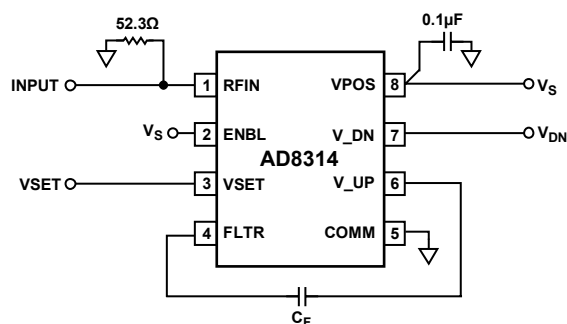 52.3Ω
0.1µF
INPUT
1 RFIN
VPOS 8
VS
VS
2 ENBL
V_DN 7
VDN
AD8314
VSET
3 VSET
V_UP 6
4 FLTR
COMM 5
CF